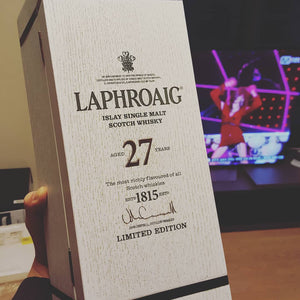 LAPHROAIG®
ISLAY SINGLE MALT
SCOTCH WHISKY
AGED 27 YEARS
The most richly flavoured of all
Scotch whiskies
ESTD 1815 ESTD
LIMITED EDITION